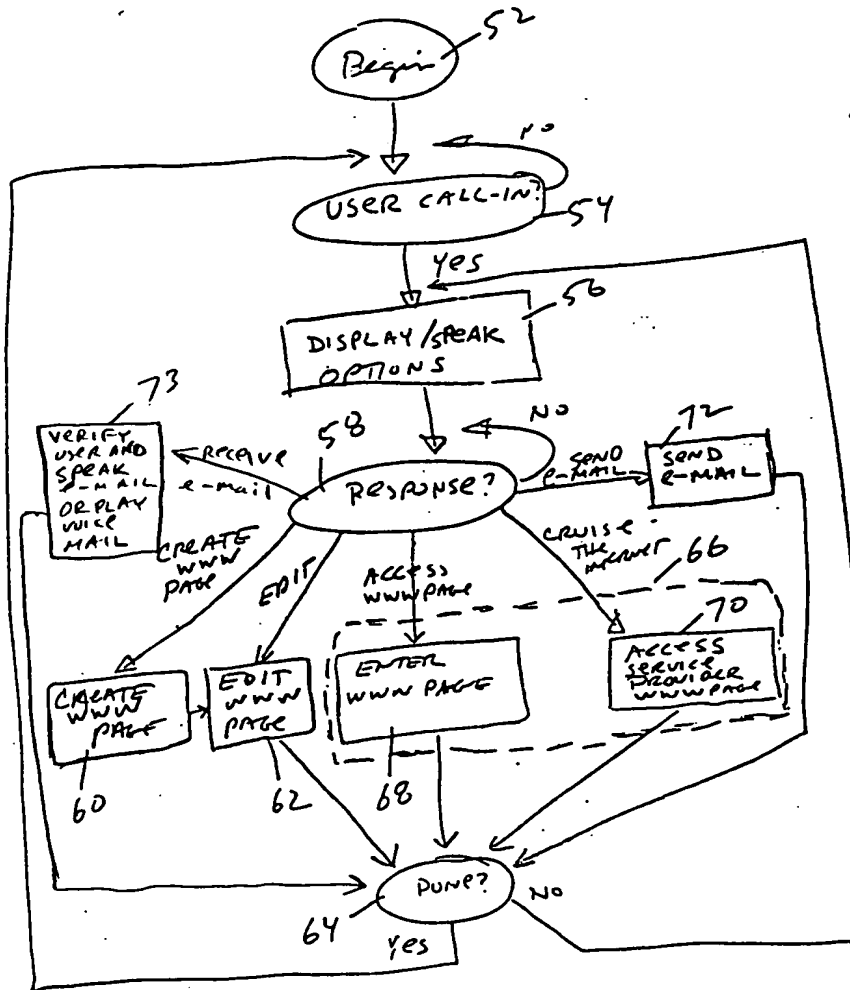 52
Begin
NO
USER CALL-IN?
54
Yes
56
DISPLAY/SPEAK
OPTIONS
73
VERIFY
USER AND
SPEAK
e-MAIL
OR PLAY
VOICE
MAIL
RECEIVE
e-mail
58
NO
RESPONSE?
SEND
e-MAIL
72
SEND
e-MAIL
CREATE
WWW
PAGE
EDIT
ACCESS
WWW PAGE
CRUISE
THE
INTERNET
66
70
CREATE
WWW
PAGE
EDIT
WWW
PAGE
ENTER
WWW PAGE
ACCESS
SERVICE
PROVIDER
WWW PAGE
60
62
68
DONE?
64
NO
Yes